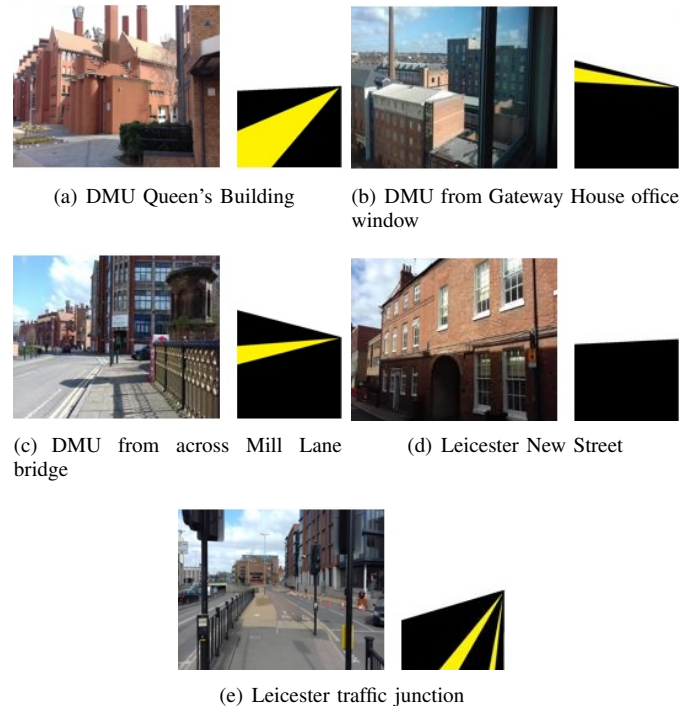 (a) DMU Queen's Building
(b) DMU from Gateway House office
window
(c) DMU from across Mill Lane
bridge
(d) Leicester New Street
(e) Leicester traffic junction